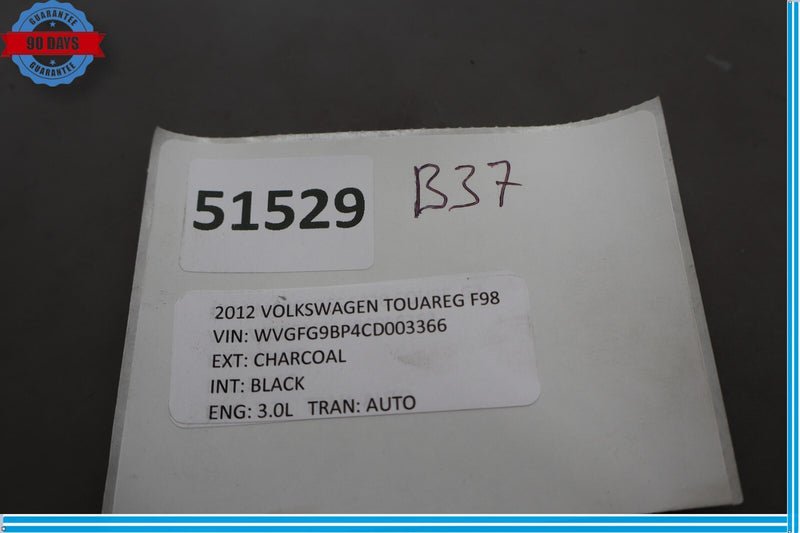 GUARANTEE
90 DAYS
GUARANTEE
51529
B37
2012 VOLKSWAGEN TOUAREG F98
VIN: WVGFG9BP4CD003366
EXT: CHARCOAL
INT: BLACK
ENG: 3.0L TRAN: AUTO